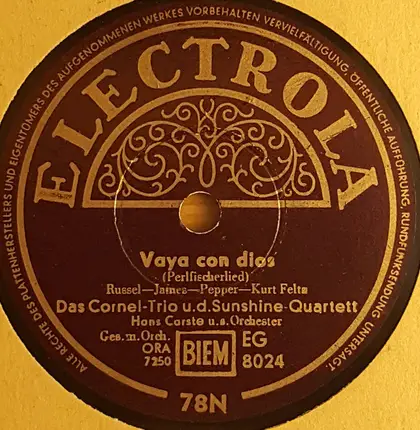 ALLE RECHTE DES PLATTENHERSTELLERS UND EIGENTÜMERS DES AUFGENOMMENEN WERKES VORBEHALTEN VERVIELFÄLTIGUNG, ÖFFENTLICHE AUFFÜHRUNG, RUNDFUNKSENDUNG UNTERSAGT.
ELECTROLA
Vaya con dios
(Perlfischerlied)
Russel—James—Pepper—Kurt Feltz
Das Cornel-Trio u.d.Sunshine-Quartett
Hans Carste u.s.Orchester
Ges.m.Orch.
ORA
7250
BIEM
EG
8024
78N